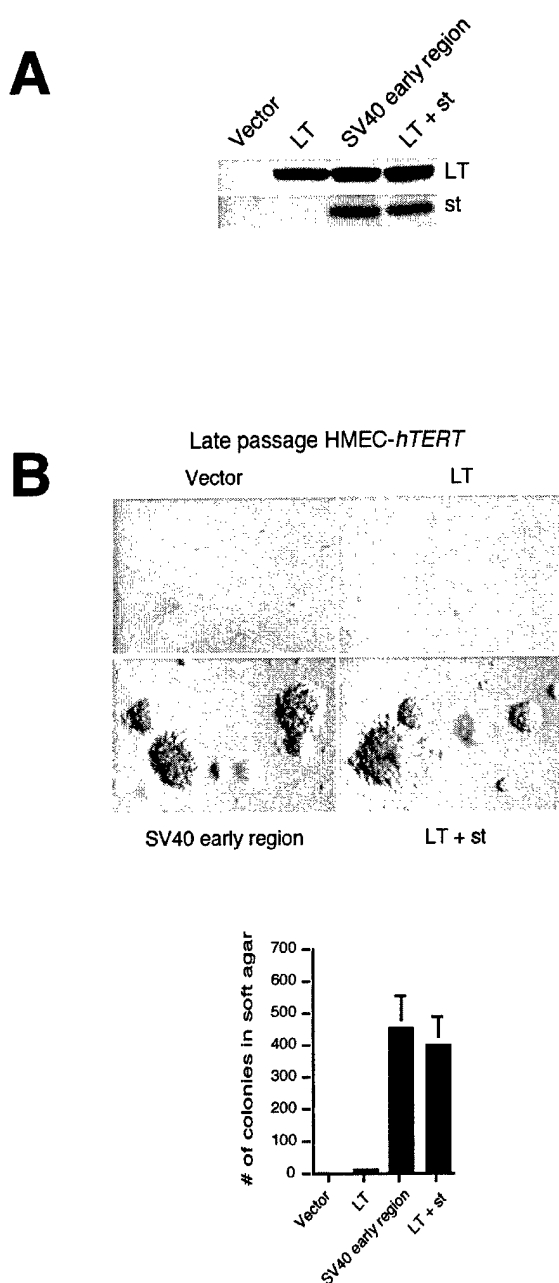 A
Vector
LT
SV40 early region
LT + st
LT
st
Late passage HMEC-hTERT
B
Vector
LT
SV40 early region
LT + st
# of colonies in soft agar
700
600
500
400
300
200
100
0
Vector
LT
SV40 early region
LT + st